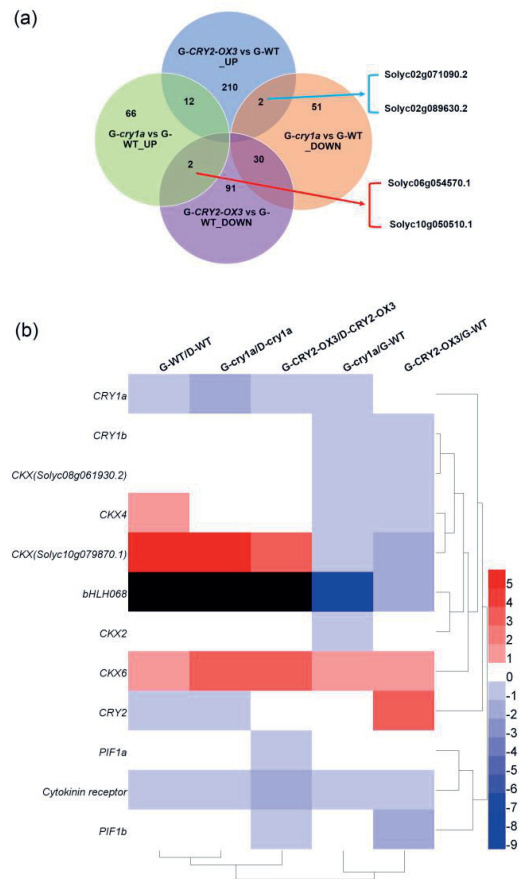 (a)
G-CRY2-OX3 vs G-WT
_UP
210
66
12
2
51
G-cry1a vs G-
WT_UP
G-cry1a vs G-WT
_DOWN
2
30
91
G-CRY2-OX3 vs G-
WT_DOWN
Solyc02g071090.2
Solyc02g089630.2
Solyc06g054570.1
Solyc10g050510.1
(b)
G-WT/D-WT
G-cry1a/D-cry1a
G-CRY2-OX3/D-CRY2-OX3
G-cry1a/G-WT
G-CRY2-OX3/G-WT
CRY1a
CRY1b
CKX(Solyc08g061930.2)
CKX4
CKX(Solyc10g079870.1)
bHLH068
CKX2
CKX6
CRY2
PIF1a
Cytokinin receptor
PIF1b
5
4
3
2
1
0
-1
-2
-3
-4
-5
-6
-7
-8
-9